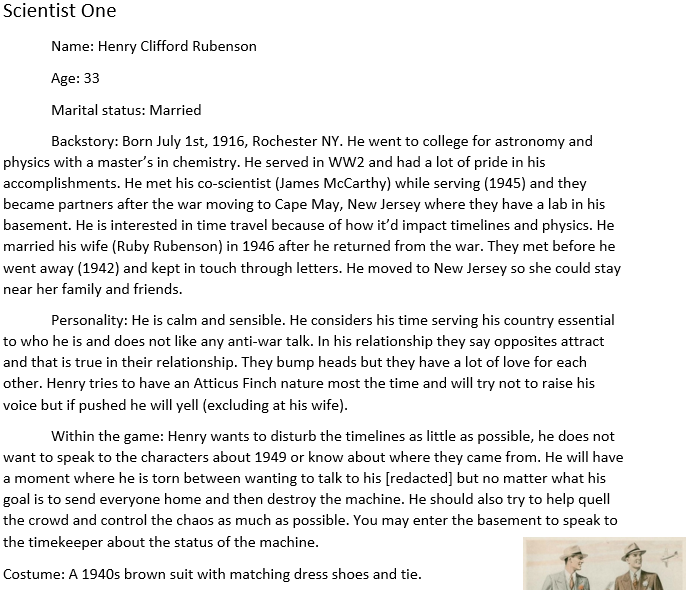 Scientist One
Name: Henry Clifford Rubenson
Age: 33
Marital status: Married
Backstory: Born July 1st, 1916, Rochester NY. He went to college for astronomy and
physics with a master’s in chemistry. He served in WW2 and had a lot of pride in his
accomplishments. He met his co-scientist (James McCarthy) while serving (1945) and they
became partners after the war moving to Cape May, New Jersey where they have a lab in his
basement. He is interested in time travel because of how it’d impact timelines and physics. He
married his wife (Ruby Rubenson) in 1946 after he returned from the war. They met before he
went away (1942) and kept in touch through letters. He moved to New Jersey so she could stay
near her family and friends.
Personality: He is calm and sensible. He considers his time serving his country essential
to who he is and does not like any anti-war talk. In his relationship they say opposites attract
and that is true in their relationship. They bump heads but they have a lot of love for each
other. Henry tries to have an Atticus Finch nature most the time and will try not to raise his
voice but if pushed he will yell (excluding at his wife).
Within the game: Henry wants to disturb the timelines as little as possible, he does not
want to speak to the characters about 1949 or know about where they came from. He will have
a moment where he is torn between wanting to talk to his [redacted] but no matter what his
goal is to send everyone home and then destroy the machine. He should also try to help quell
the crowd and control the chaos as much as possible. You may enter the basement to speak to
the timekeeper about the status of the machine.
Costume: A 1940s brown suit with matching dress shoes and tie.